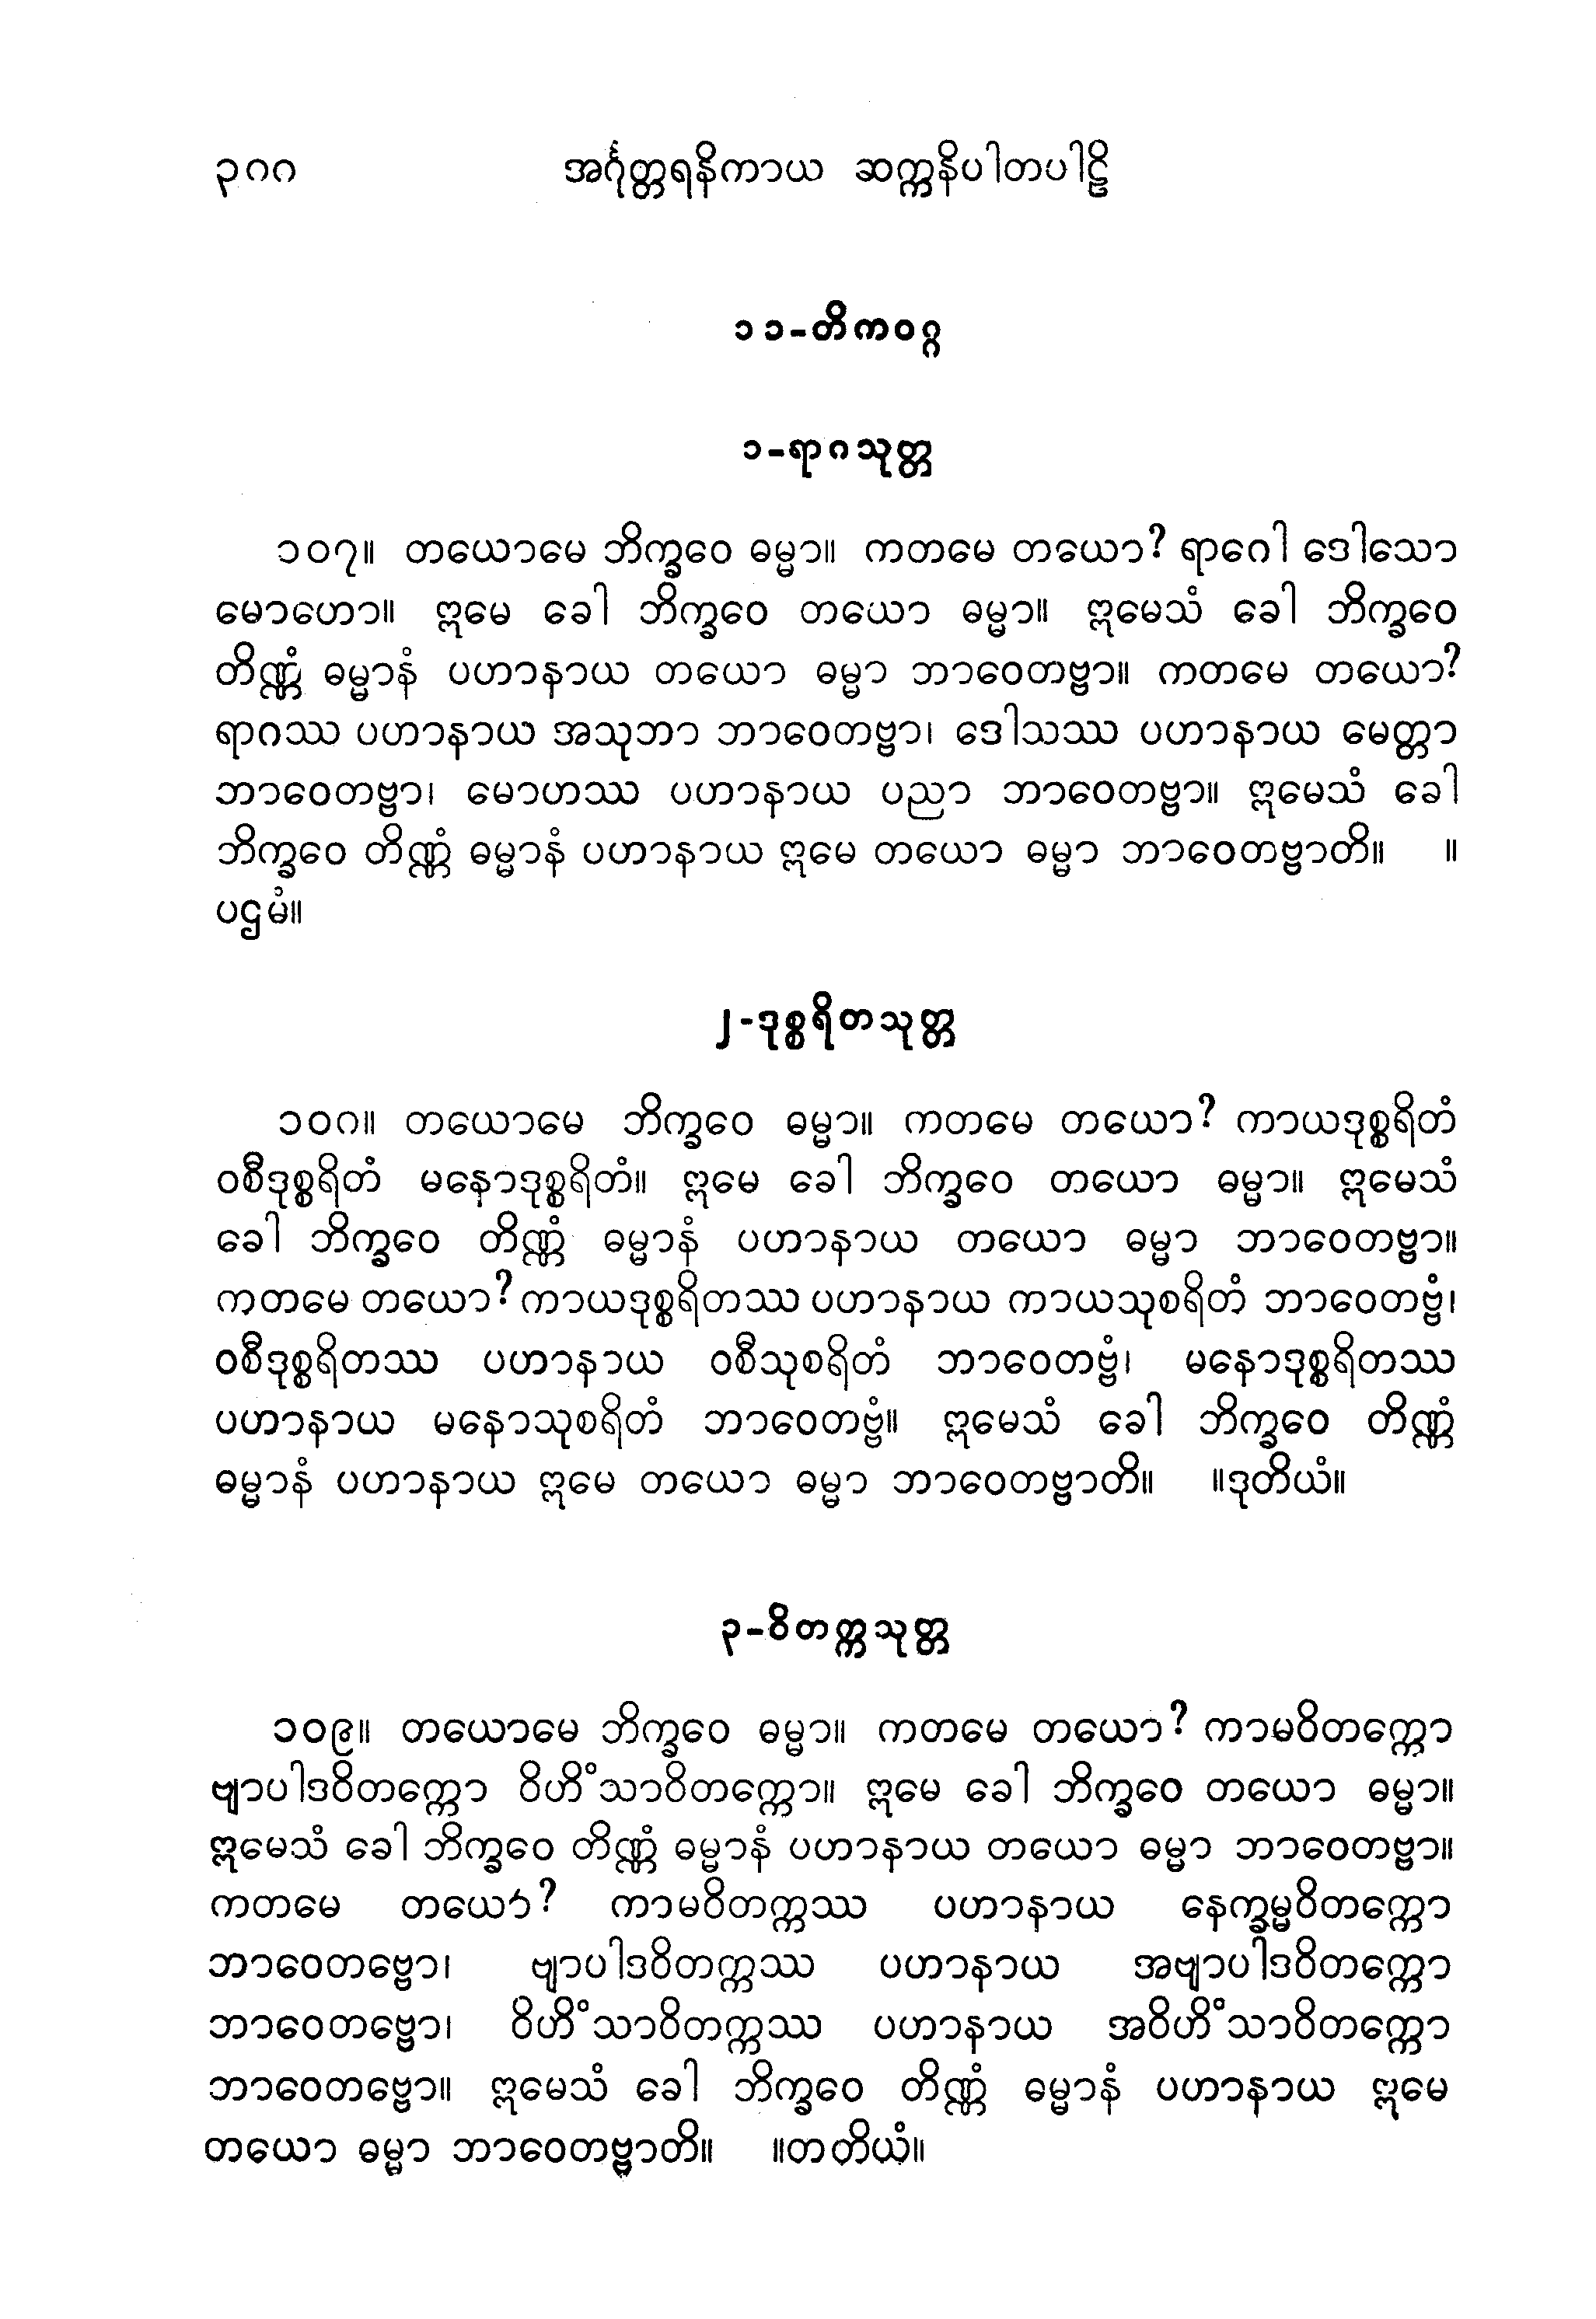 ၃၈၈ အင်္ဂုတ္တရနိကာယ ဆက္ကနိပါတပါဠိ
၁၁-တိကဝဂ္ဂ
၁-ရာဂသုတ္တ
၁၀၇။ တယောမေ ဘိက္ခဝေ ဓမ္မာ။ ကတမေ တယော? ရာဂေါ ဒေါသော
မောဟော။ ဣမေ ခေါ ဘိက္ခဝေ တယော ဓမ္မာ။ ဣမေသံ ခေါ ဘိက္ခဝေ
တိဏ္ဏံ ဓမ္မာနံ ပဟာနာယ တယော ဓမ္မာ ဘာဝေတဗ္ဗာ။ ကတမေ တယော?
ရာဂဿ ပဟာနာယ အသုဘာ ဘာဝေတဗ္ဗာ၊ ဒေါသဿ ပဟာနာယ မေတ္တာ
ဘာဝေတဗ္ဗာ၊ မောဟဿ ပဟာနာယ ပညာ ဘာဝေတဗ္ဗာ။ ဣမေသံ ခေါ
ဘိက္ခဝေ တိဏ္ဏံ ဓမ္မာနံ ပဟာနာယ ဣမေ တယော ဓမ္မာ ဘာဝေတဗ္ဗာတိ။ ။
ပဌမံ။
၂-ဒုစ္စရိတသုတ္တ
၁၀၈။ တယောမေ ဘိက္ခဝေ ဓမ္မာ။ ကတမေ တယော? ကာယဒုစ္စရိတံ
ဝစီဒုစ္စရိတံ မနောဒုစ္စရိတံ။ ဣမေ ခေါ ဘိက္ခဝေ တယော ဓမ္မာ။ ဣမေသံ
ခေါ ဘိက္ခဝေ တိဏ္ဏံ ဓမ္မာနံ ပဟာနာယ တယော ဓမ္မာ ဘာဝေတဗ္ဗာ။
ကတမေ တယော? ကာယဒုစ္စရိတဿ ပဟာနာယ ကာယသုစရိတံ ဘာဝေတဗ္ဗံ၊
ဝစီဒုစ္စရိတဿ ပဟာနာယ ဝစီသုစရိတံ ဘာဝေတဗ္ဗံ၊ မနောဒုစ္စရိတဿ
ပဟာနာယ မနောသုစရိတံ ဘာဝေတဗ္ဗံ။ ဣမေသံ ခေါ ဘိက္ခဝေ တိဏ္ဏံ
ဓမ္မာနံ ပဟာနာယ ဣမေ တယော ဓမ္မာ ဘာဝေတဗ္ဗာတိ။ ။ဒုတိယံ။
၃-ဝိတက္ကသုတ္တ
၁၀၉။ တယောမေ ဘိက္ခဝေ ဓမ္မာ။ ကတမေ တယော? ကာမဝိတက္ကော
ဗျာပါဒဝိတက္ကော ဝိဟိံသာဝိတက္ကော။ ဣမေ ခေါ ဘိက္ခဝေ တယော ဓမ္မာ။
ဣမေသံ ခေါ ဘိက္ခဝေ တိဏ္ဏံ ဓမ္မာနံ ပဟာနာယ တယော ဓမ္မာ ဘာဝေတဗ္ဗာ။
ကတမေ တယော? ကာမဝိတက္ကဿ ပဟာနာယ နေက္ခမ္မဝိတက္ကော
ဘာဝေတဗ္ဗော၊ ဗျာပါဒဝိတက္ကဿ ပဟာနာယ အဗျာပါဒဝိတက္ကော
ဘာဝေတဗ္ဗော၊ ဝိဟိံသာဝိတက္ကဿ ပဟာနာယ အဝိဟိံသာဝိတက္ကော
ဘာဝေတဗ္ဗော။ ဣမေသံ ခေါ ဘိက္ခဝေ တိဏ္ဏံ ဓမ္မာနံ ပဟာနာယ ဣမေ
တယော ဓမ္မာ ဘာဝေတဗ္ဗာတိ။ ။တတိယံ။